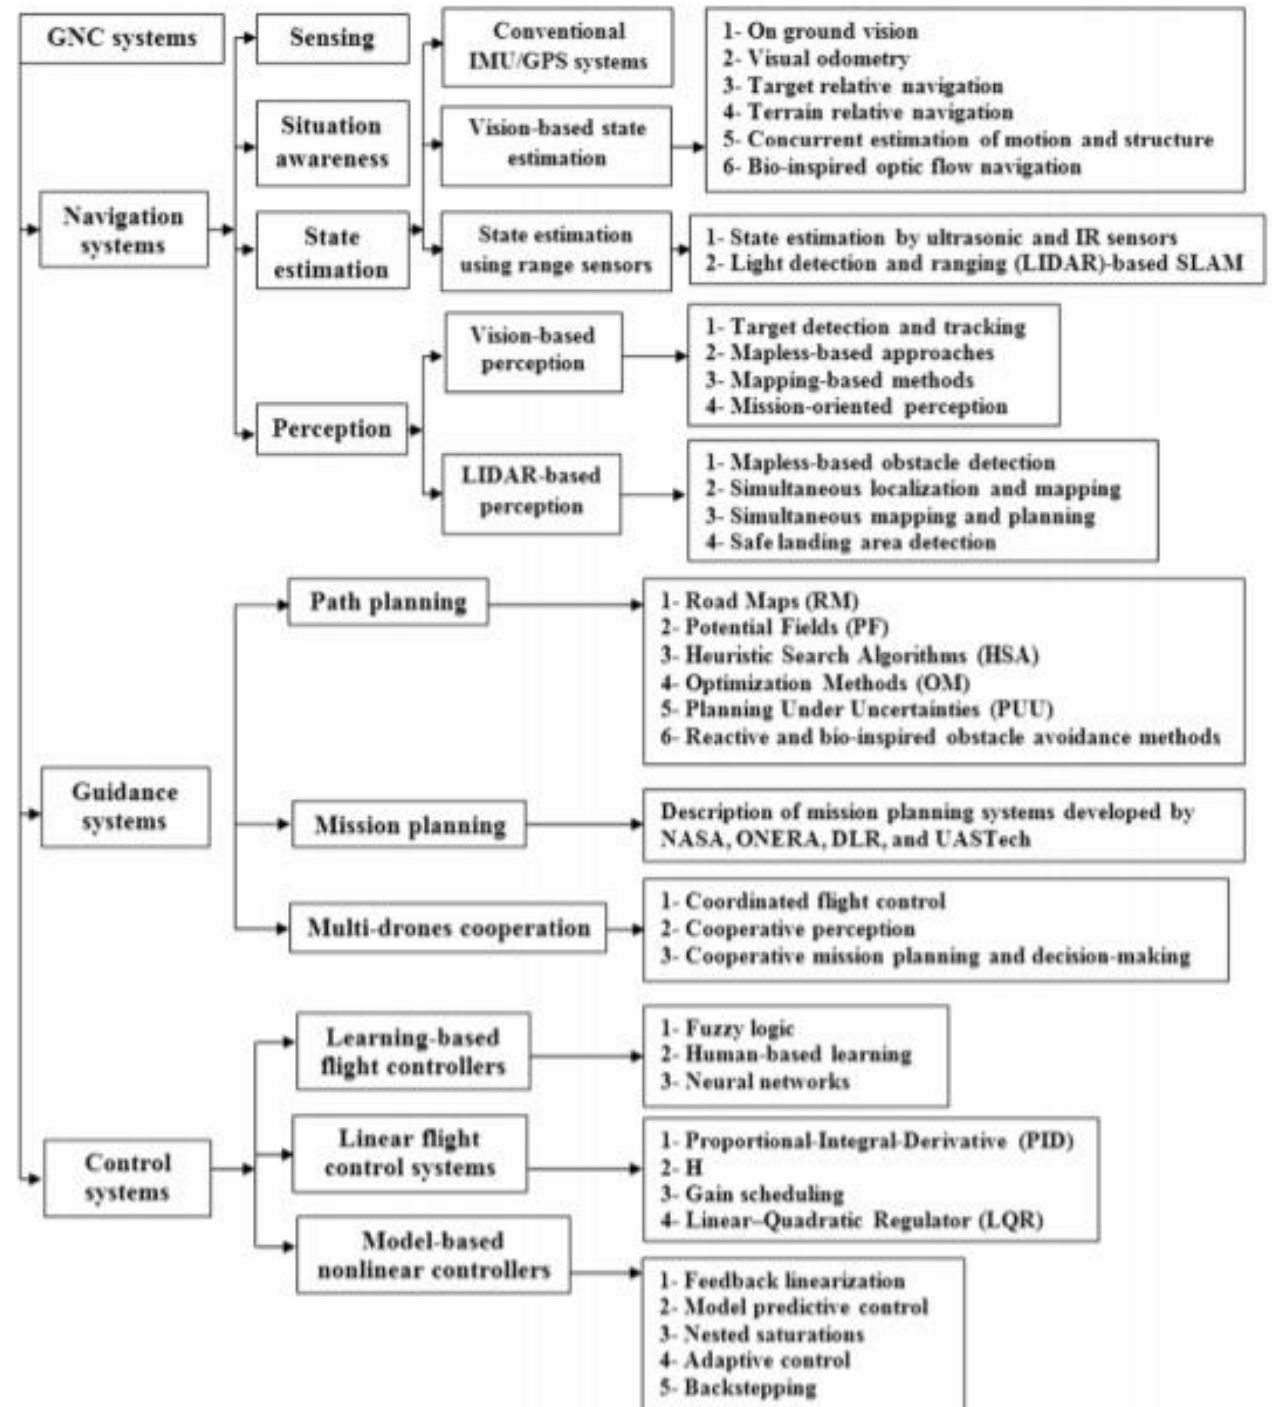 GNC systems
Sensing
Situation
awareness
State
estimation
Conventional
IMU/GPS systems
Vision-based state
estimation
State estimation
using range sensors
1- On ground vision
2- Visual odometry
3- Target relative navigation
4- Terrain relative navigation
5- Concurrent estimation of motion and structure
6- Bio-inspired optic flow navigation
1- State estimation by ultrasonic and IR sensors
2- Light detection and ranging (LIDAR)-based SLAM
Navigation
systems
Perception
Vision-based
perception
1- Target detection and tracking
2- Mapless-based approaches
3- Mapping-based methods
4- Mission-oriented perception
LIDAR-based
perception
1- Mapless-based obstacle detection
2- Simultaneous localization and mapping
3- Simultaneous mapping and planning
4- Safe landing area detection
Guidance
systems
Path planning
1- Road Maps (RM)
2- Potential Fields (PF)
3- Heuristic Search Algorithms (HSA)
4- Optimization Methods (OM)
5- Planning Under Uncertainties (PUU)
6- Reactive and bio-inspired obstacle avoidance methods
Mission planning
Description of mission planning systems developed by
NASA, ONERA, DLR, and UASTech
Multi-drones cooperation
1- Coordinated flight control
2- Cooperative perception
3- Cooperative mission planning and decision-making
Control
systems
Learning-based
flight controllers
1- Fuzzy logic
2- Human-based learning
3- Neural networks
Linear flight
control systems
1- Proportional-Integral-Derivative (PID)
2- H
3- Gain scheduling
4- Linear–Quadratic Regulator (LQR)
Model-based
nonlinear controllers
1- Feedback linearization
2- Model predictive control
3- Nested saturations
4- Adaptive control
5- Backstepping